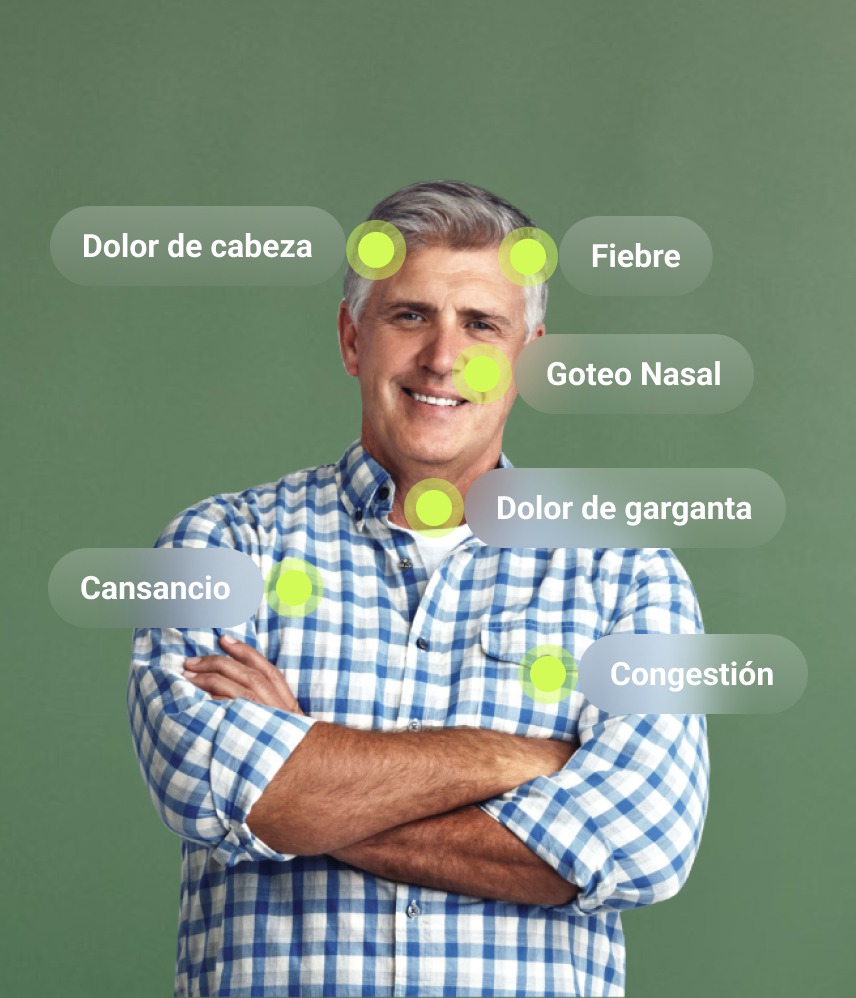 Dolor de cabeza
Fiebre
Goteo Nasal
Dolor de garganta
Cansancio
Congestión